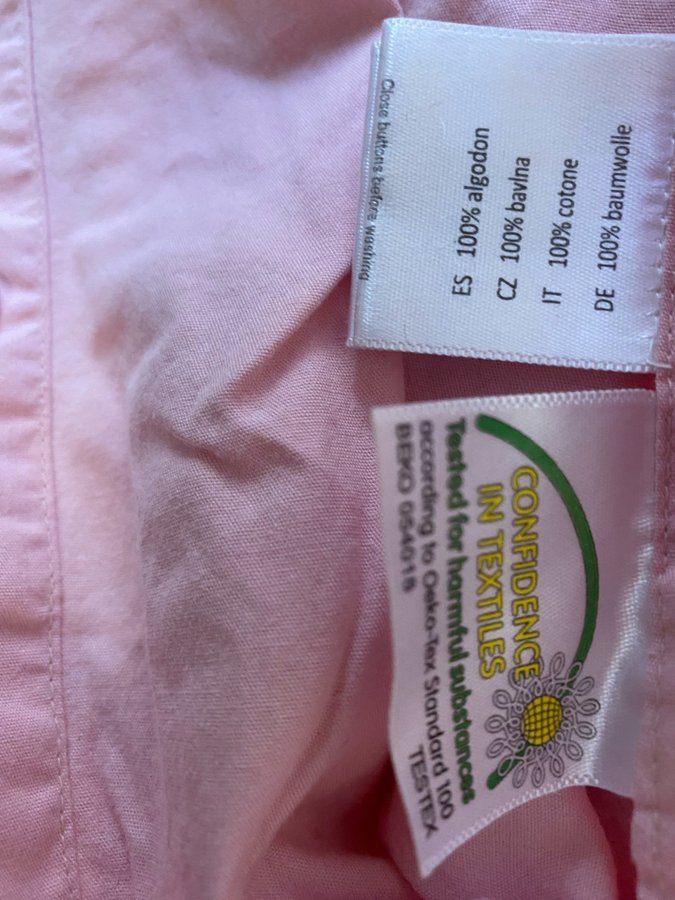 ES 100% algodon
CZ 100% bavlna
IT 100% cotone
DE 100% baumwolle
Close buttons before washing
CONFIDENCE
IN TEXTILES
Tested for harmful substances
according to Oeko-Tex Standard 100
BEKO 054018 TESTEX